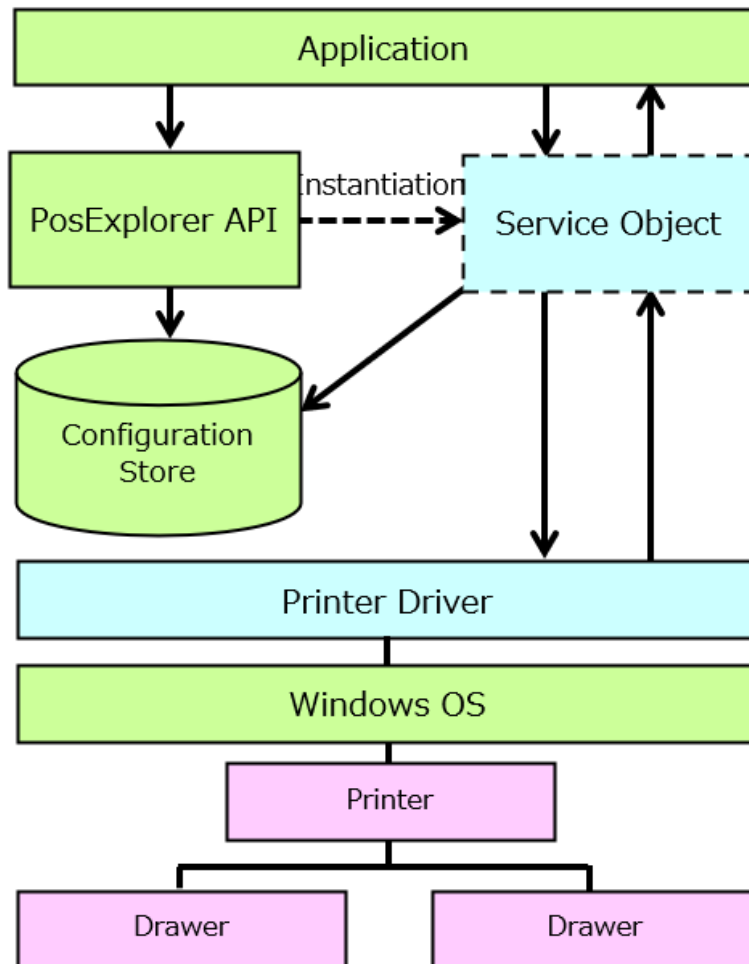 Application
Instantiation
PosExplorer API
Service Object
Configuration
Store
Printer Driver
Windows OS
Printer
Drawer
Drawer